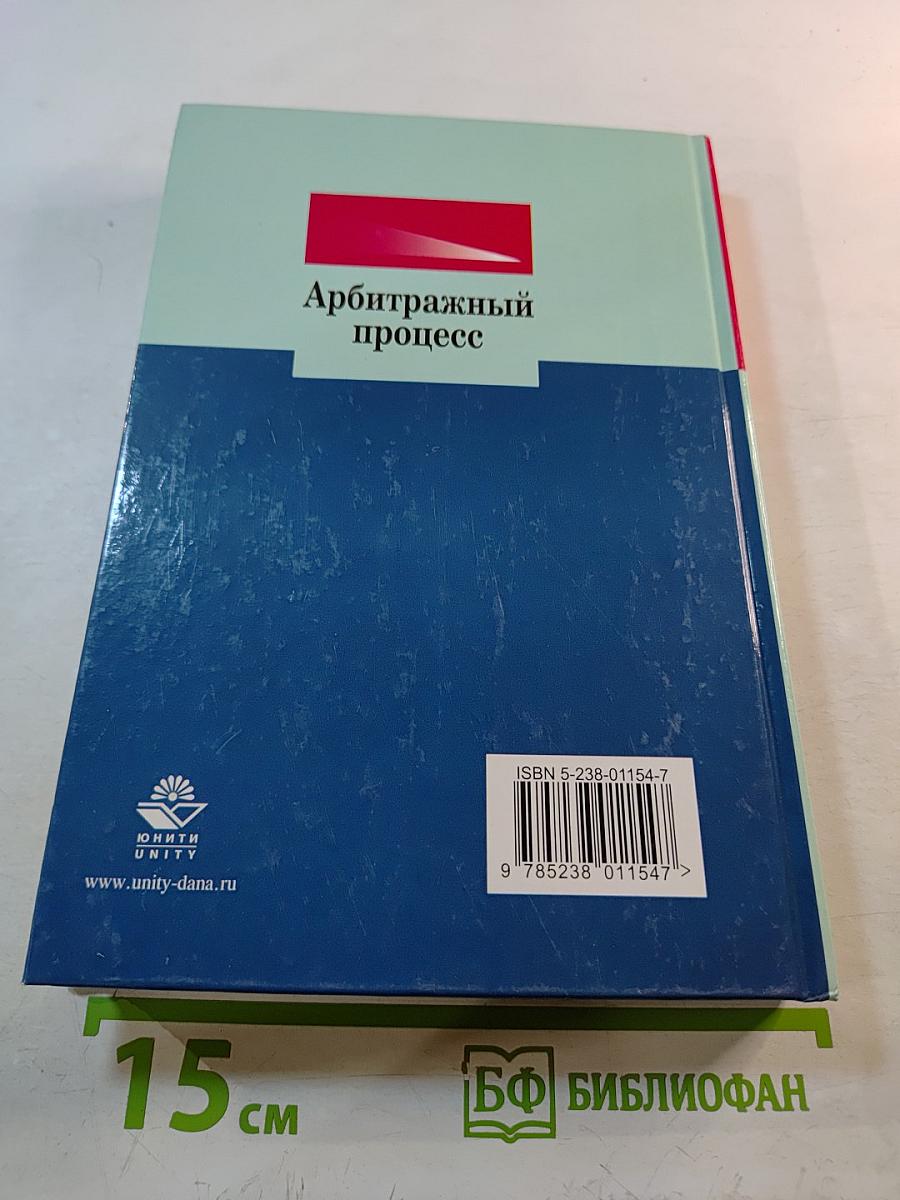 Арбитражный
процесс
ISBN 5-238-01154-7
9 785238 011547 >
ЮНИТИ
UNITY
www.unity-dana.ru
15 см
БФ БИБЛИОФАН